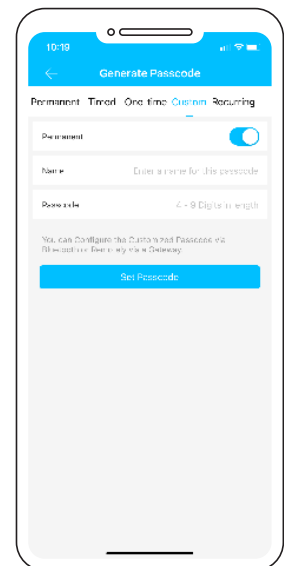 10:19
Generate Passcode
Permanent Timed One-time Custom Recurring
Permanent
Name Enter a name for this passcode
Passcode 4 - 9 Digits in length
You can Configure the Customized Passcode via
Bluetooth or Remotely via a Gateway.
Set Passcode